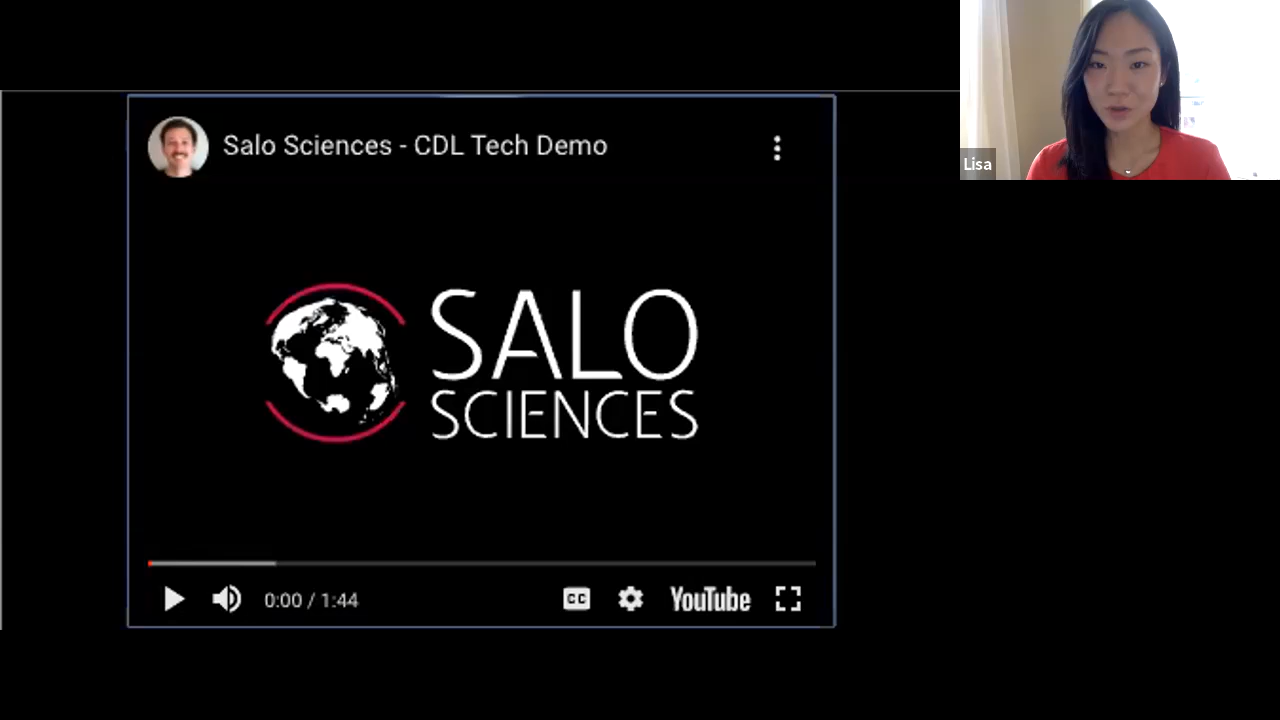 Salo Sciences - CDL Tech Demo
Lisa
SALO
SCIENCES
0:00 / 1:44
CC
YouTube